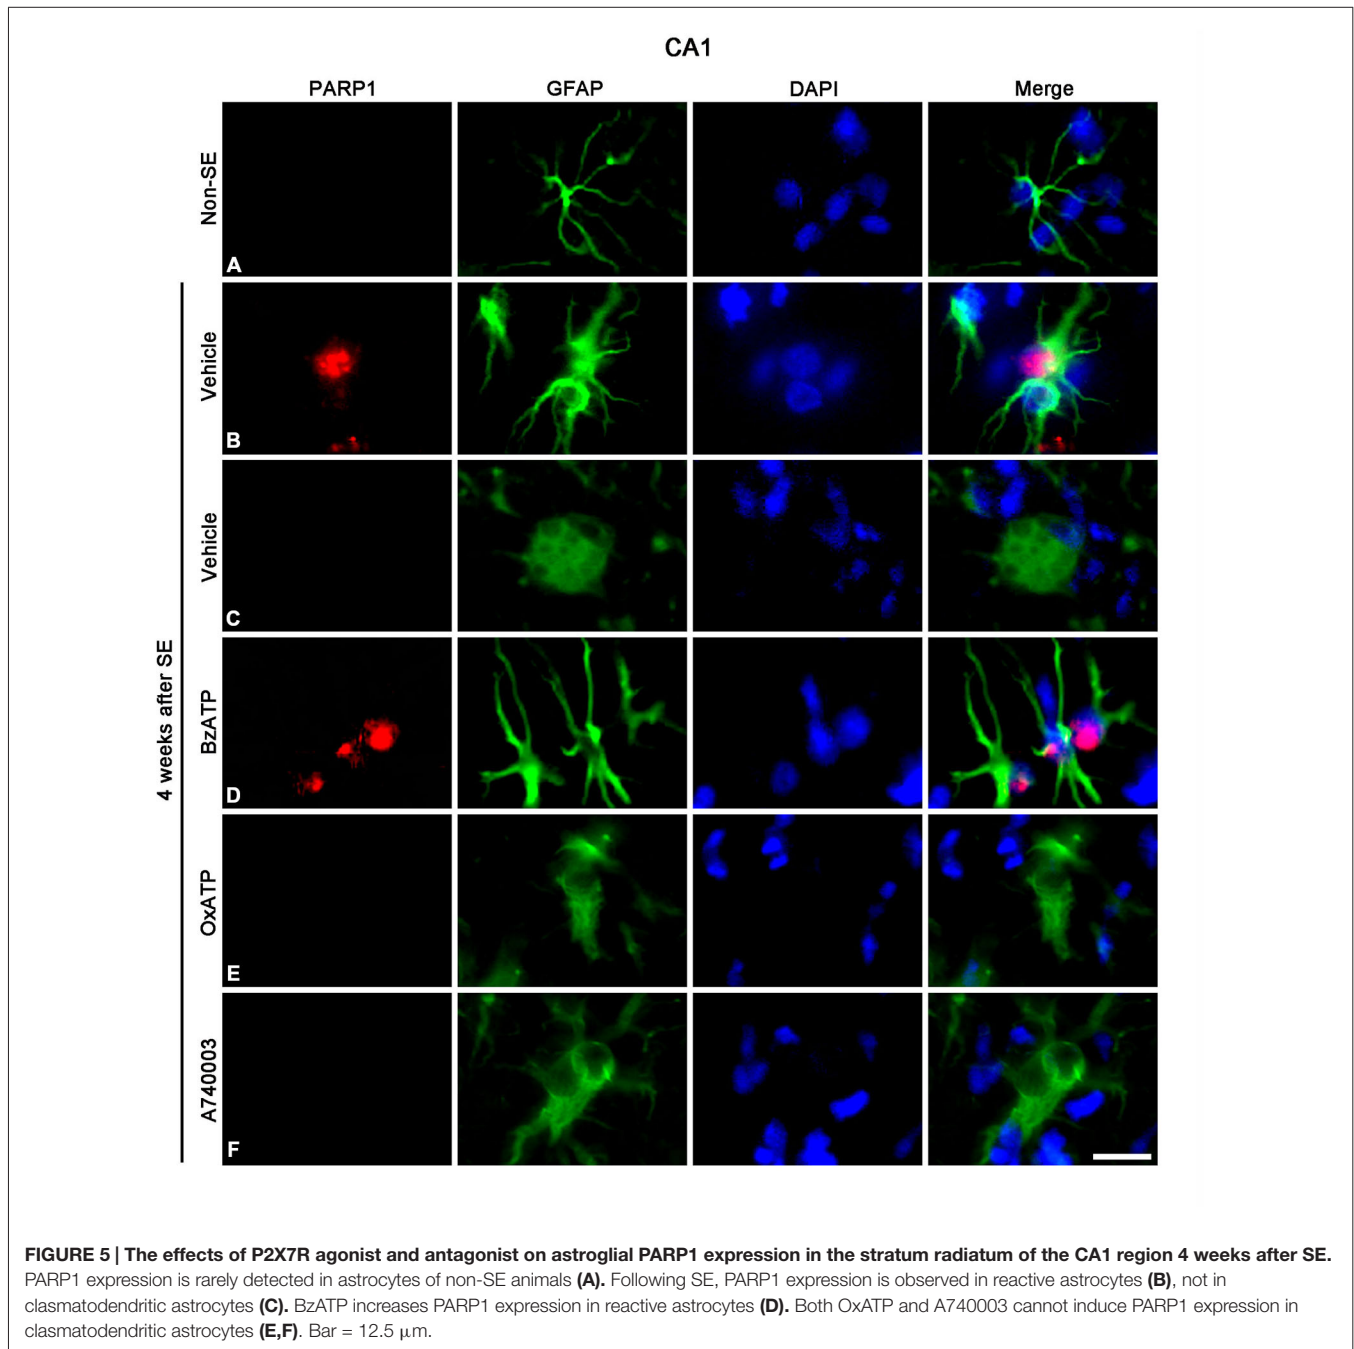 CA1
PARP1 GFAP DAPI Merge
Non-SE
A
4 weeks after SE
Vehicle
B
Vehicle
C
BzATP
D
OxATP
E
A740003
F
FIGURE 5 | The effects of P2X7R agonist and antagonist on astroglial PARP1 expression in the stratum radiatum of the CA1 region 4 weeks after SE.
PARP1 expression is rarely detected in astrocytes of non-SE animals (A). Following SE, PARP1 expression is observed in reactive astrocytes (B), not in
clasmatodendritic astrocytes (C). BzATP increases PARP1 expression in reactive astrocytes (D). Both OxATP and A740003 cannot induce PARP1 expression in
clasmatodendritic astrocytes (E,F). Bar = 12.5 μm.